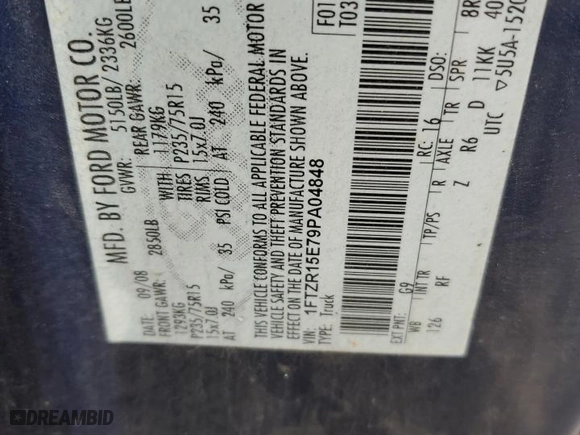 MFD. BY FORD MOTOR CO.
DATE: 09/08 GVWR: 5150LB/ 2336KG
FRONT GAWR: 2850LB REAR GAWR: 2600LB
1293KG WITH 1179KG
P235/75R15 TIRES P235/75R15
15x7.0J RIMS 15x7.0J
AT 240 kPa/ 35 PSI COLD AT 240 kPa/ 35
THIS VEHICLE CONFORMS TO ALL APPLICABLE FEDERAL MOTOR
VEHICLE SAFETY AND THEFT PREVENTION STANDARDS IN
EFFECT ON THE DATE OF MANUFACTURE SHOWN ABOVE.
VIN: 1FTZR15E79PA04848 F01
TYPE: Truck T03
EXT PNT: G9 RC: 16 DSO:
WB INT TR TP/PS R AXLE TR SPR 8R
126 RF Z R6 D 11KK 40
UTC ▽5U5A-1520
DREAMBID